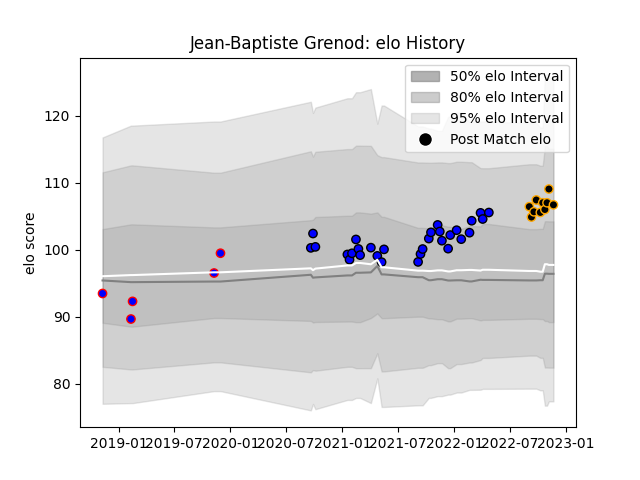 Jean-Baptiste Grenod: elo History
50% elo Interval
80% elo Interval
95% elo Interval
Post Match elo
elo score
120
110
100
90
80
2019-01 2019-07 2020-01 2020-07 2021-01 2021-07 2022-01 2022-07 2023-01